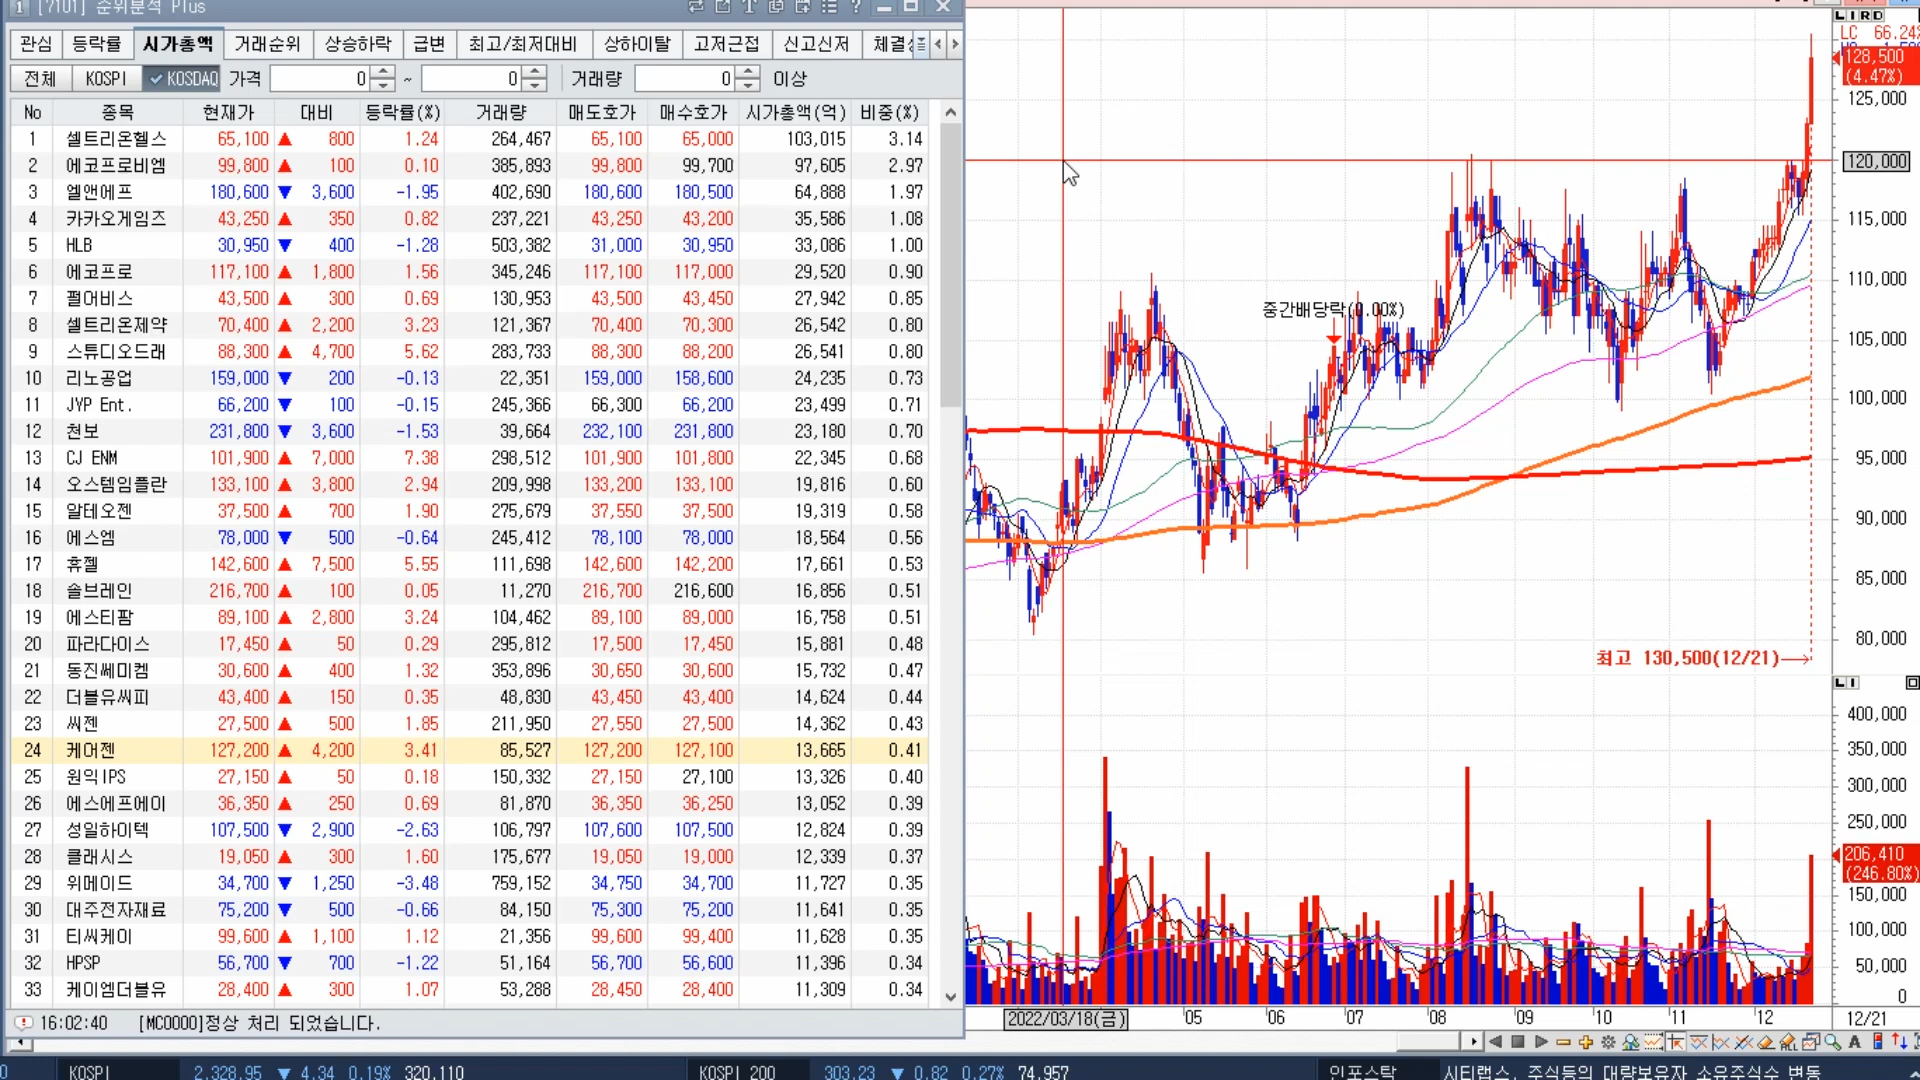 1 [7101] 순위분석 Plus
관심 등락률 시가총액 거래순위 상승하락 급변 최고/최저대비 상하이탈 고저근접 신고신저
전체 KOSPI KOSDAQ 가격 0 ~ 0 거래량 0 이상
No 종목 현재가 대비 등락률(%) 거래량 매도호가 매수호가 시가총액(억) 비중(%)
1 셀트리온헬스 65,100 ▲ 800 1.24 264,467 65,100 65,000 103,015 3.14
2 에코프로비엠 99,800 ▲ 100 0.10 385,893 99,800 99,700 97,605 2.97
3 엘앤에프 180,600 ▼ 3,600 -1.95 402,690 180,600 180,500 64,888 1.97
4 카카오게임즈 43,250 ▲ 350 0.82 237,221 43,250 43,200 35,586 1.08
5 HLB 30,950 ▼ 400 -1.28 503,382 31,000 30,950 33,086 1.00
6 에코프로 117,100 ▲ 1,800 1.56 345,246 117,100 117,000 29,520 0.90
7 펄어비스 43,500 ▲ 300 0.69 130,953 43,500 43,450 27,942 0.85
8 셀트리온제약 70,400 ▲ 2,200 3.23 121,367 70,400 70,300 26,542 0.80
9 스튜디오드래 88,300 ▲ 4,700 5.62 283,733 88,300 88,200 26,541 0.80
10 리노공업 159,000 ▼ 200 -0.13 22,351 159,000 158,600 24,235 0.73
11 JYP Ent. 66,200 ▼ 100 -0.15 245,366 66,300 66,200 23,499 0.71
12 천보 231,800 ▼ 3,600 -1.53 39,664 232,100 231,800 23,180 0.70
13 CJ ENM 101,900 ▲ 7,000 7.38 298,512 101,900 101,800 22,345 0.68
14 오스템임플란 133,100 ▲ 3,800 2.94 209,998 133,200 133,100 19,816 0.60
15 알테오젠 37,500 ▲ 700 1.90 275,679 37,550 37,500 19,319 0.58
16 에스엠 78,000 ▼ 500 -0.64 245,412 78,100 78,000 18,564 0.56
17 휴젤 142,600 ▲ 7,500 5.55 111,698 142,600 142,200 17,661 0.53
18 솔브레인 216,700 ▲ 100 0.05 11,270 216,700 216,600 16,856 0.51
19 에스티팜 89,100 ▲ 2,800 3.24 104,462 89,100 89,000 16,758 0.51
20 파라다이스 17,450 ▲ 50 0.29 295,812 17,500 17,450 15,881 0.48
21 동진쎄미켐 30,600 ▲ 400 1.32 353,896 30,650 30,600 15,732 0.47
22 더블유씨피 43,400 ▲ 150 0.35 48,830 43,450 43,400 14,624 0.44
23 씨젠 27,500 ▲ 500 1.85 211,950 27,550 27,500 14,362 0.43
24 케어젠 127,200 ▲ 4,200 3.41 85,527 127,200 127,100 13,665 0.41
25 원익IPS 27,150 ▲ 50 0.18 150,332 27,150 27,100 13,326 0.40
26 에스에프에이 36,350 ▲ 250 0.69 81,870 36,350 36,250 13,052 0.39
27 성일하이텍 107,500 ▼ 2,900 -2.63 106,797 107,600 107,500 12,824 0.39
28 클래시스 19,050 ▲ 300 1.60 175,677 19,050 19,000 12,339 0.37
29 위메이드 34,700 ▼ 1,250 -3.48 759,152 34,750 34,700 11,727 0.35
30 대주전자재료 75,200 ▼ 500 -0.66 84,150 75,300 75,200 11,641 0.35
31 티씨케이 99,600 ▲ 1,100 1.12 21,356 99,600 99,400 11,628 0.35
32 HPSP 56,700 ▼ 700 -1.22 51,164 56,700 56,600 11,396 0.34
33 케이엠더블유 28,400 ▲ 300 1.07 53,288 28,450 28,400 11,309 0.34
16:02:40 [MC0000]정상 처리 되었습니다.
L I R D
LC 66.24%
128,500
(4.47%)
125,000
120,000
115,000
중간배당락(0.00%)
110,000
105,000
100,000
95,000
90,000
85,000
80,000
최고 130,500(12/21)→
L I
400,000
350,000
300,000
250,000
206,410
(246.80%)
150,000
100,000
50,000
0
2022/03/18(금) 05 06 07 08 09 10 11 12 12/21
KOSPI 2,328.95 ▼ 4.34 0.19% 320,110 KOSPI 200 303.23 ▼ 0.82 0.27% 74,957 인포스탁 시티랩스, 주식등의 대량보유자 소유주식수 변동